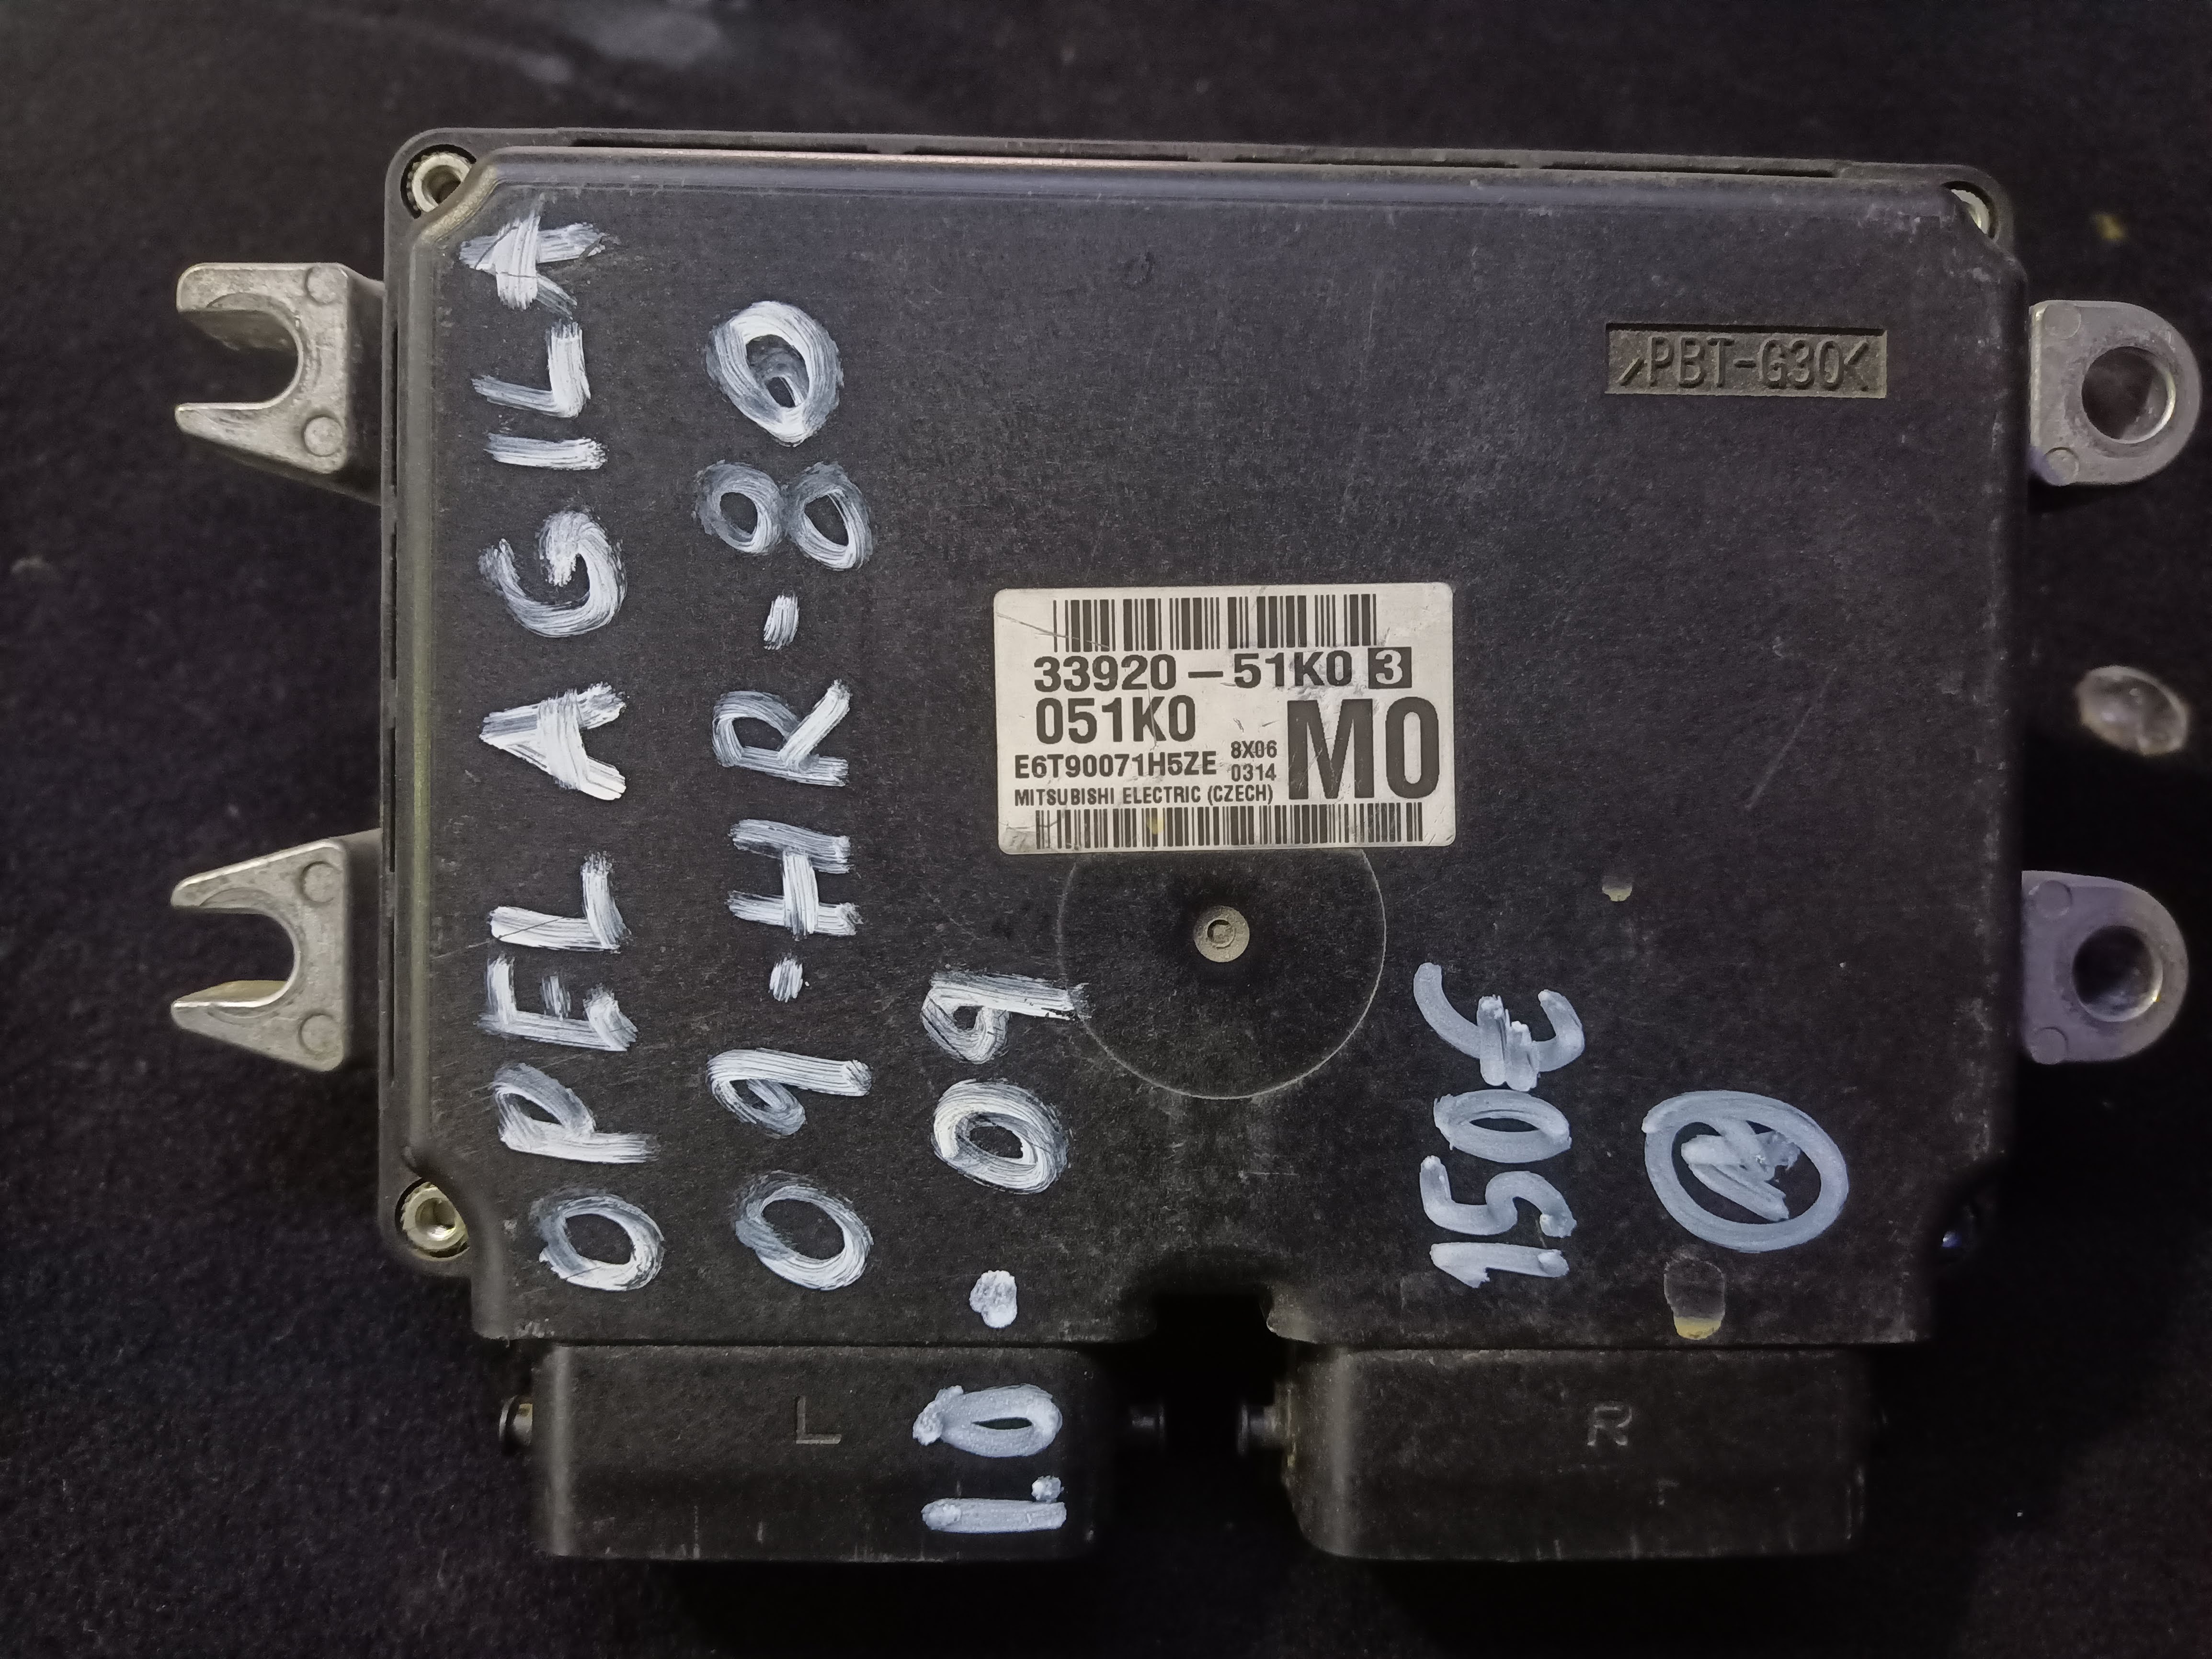 OPEL AGILA
09-HR-80
1.0 . 09
150€
>PBT-G30<
33920-51K0 3
051K0
M0
E6T90071H5ZE
8X06
0314
MITSUBISHI ELECTRIC (CZECH)
L
R